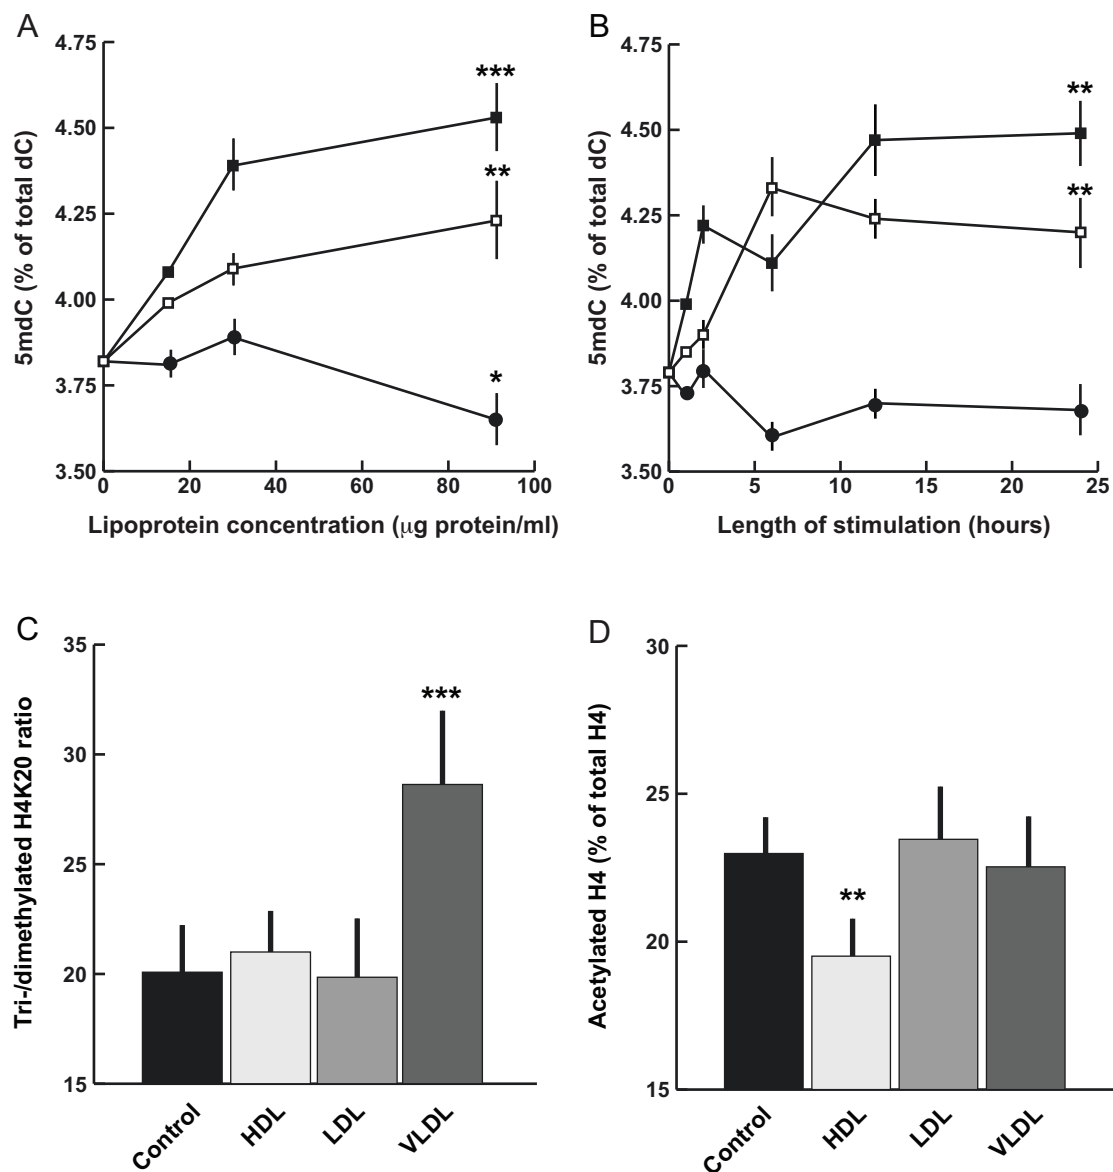 A
5mdC (% of total dC)
4.75
4.50
4.25
4.00
3.75
3.50
***
**
*
0
20
40
60
80
100
Lipoprotein concentration (μg protein/ml)
B
5mdC (% of total dC)
4.75
4.50
4.25
4.00
3.75
3.50
**
**
0
5
10
15
20
25
Length of stimulation (hours)
C
Tri-/dimethylated H4K20 ratio
35
30
25
20
15
***
Control
HDL
LDL
VLDL
D
Acetylated H4 (% of total H4)
30
25
20
15
**
Control
HDL
LDL
VLDL